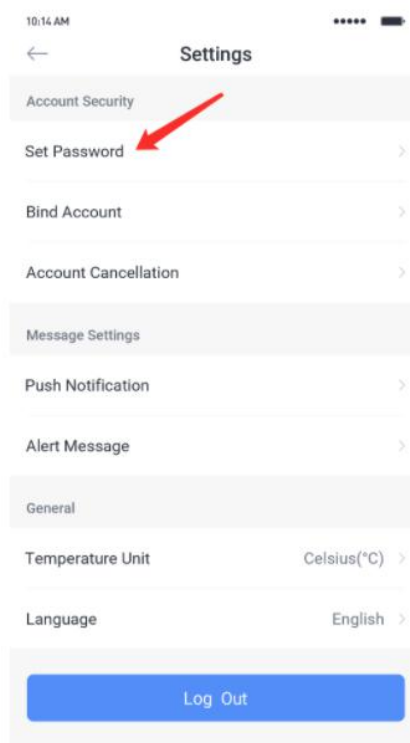 10:14 AM
Settings
Account Security
Set Password
Bind Account
Account Cancellation
Message Settings
Push Notification
Alert Message
General
Temperature Unit Celsius(°C)
Language English
Log Out